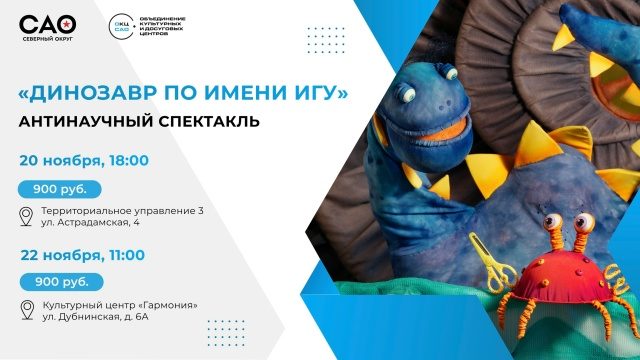 САО
СЕВЕРНЫЙ ОКРУГ
ОКЦ
САО
ОБЪЕДИНЕНИЕ
КУЛЬТУРНЫХ
И ДОСУГОВЫХ
ЦЕНТРОВ
«ДИНОЗАВР ПО ИМЕНИ ИГУ»
АНТИНАУЧНЫЙ СПЕКТАКЛЬ
20 ноября, 18:00
900 руб.
Территориальное управление 3
ул. Астрадамская, 4
22 ноября, 11:00
900 руб.
Культурный центр «Гармония»
ул. Дубнинская, д. 6А